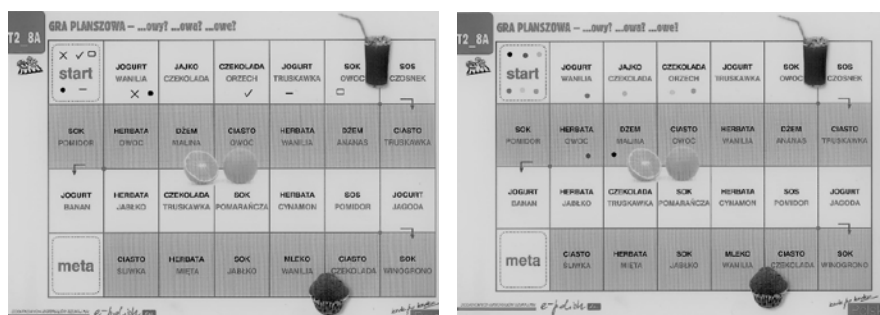 T2_8A
GRA PLANSZOWA – ...owy? ...owa? ...owe?
start
JOGURT
WANILIA
JAJKO
CZEKOLADA
CZEKOLADA
ORZECH
JOGURT
TRUSKAWKA
SOK
OWOC
SOS
CZOSNEK
SOK
POMIDOR
HERBATA
OWOC
DŻEM
MALINA
CIASTO
OWOC
HERBATA
WANILIA
DŻEM
ANANAS
CIASTO
TRUSKAWKA
JOGURT
BANAN
HERBATA
JABŁKO
CZEKOLADA
TRUSKAWKA
SOK
POMARAŃCZA
HERBATA
CYNAMON
SOS
POMIDOR
JOGURT
JAGODA
meta
CIASTO
ŚLIWKA
HERBATA
MIĘTA
SOK
JABŁKO
MLEKO
WANILIA
CIASTO
CZEKOLADA
SOK
WINOGRONO
e-polish
T2_8A
GRA PLANSZOWA – ...owy? ...owa? ...owe?
start
JOGURT
WANILIA
JAJKO
CZEKOLADA
CZEKOLADA
ORZECH
JOGURT
TRUSKAWKA
SOK
OWOC
SOS
CZOSNEK
SOK
POMIDOR
HERBATA
OWOC
DŻEM
MALINA
CIASTO
OWOC
HERBATA
WANILIA
DŻEM
ANANAS
CIASTO
TRUSKAWKA
JOGURT
BANAN
HERBATA
JABŁKO
CZEKOLADA
TRUSKAWKA
SOK
POMARAŃCZA
HERBATA
CYNAMON
SOS
POMIDOR
JOGURT
JAGODA
meta
CIASTO
ŚLIWKA
HERBATA
MIĘTA
SOK
JABŁKO
MLEKO
WANILIA
CIASTO
CZEKOLADA
SOK
WINOGRONO
e-polish